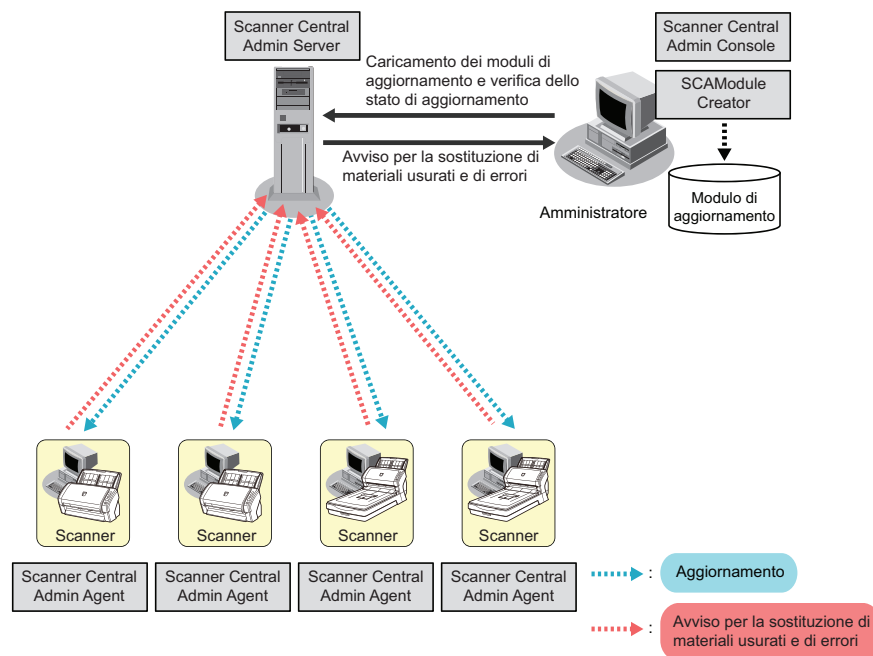 Scanner Central
Admin Server
Scanner Central
Admin Console
Caricamento dei moduli di
aggiornamento e verifica dello
stato di aggiornamento
SCAModule
Creator
Avviso per la sostituzione di
materiali usurati e di errori
Amministratore
Modulo di
aggiornamento
Scanner
Scanner
Scanner
Scanner
Scanner Central
Admin Agent
Scanner Central
Admin Agent
Scanner Central
Admin Agent
Scanner Central
Admin Agent
: Aggiornamento
: Avviso per la sostituzione di
materiali usurati e di errori